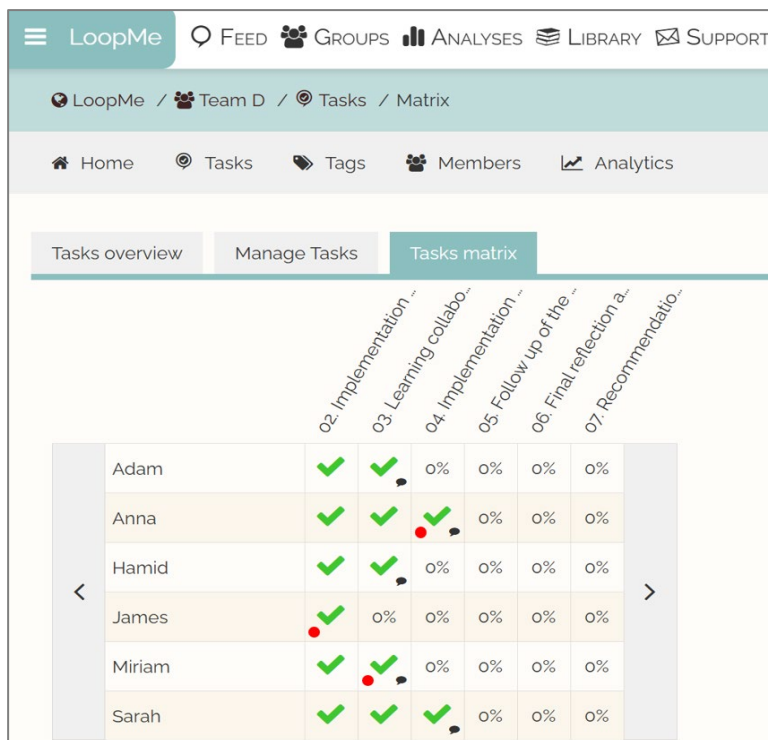 LoopMe FEED GROUPS ANALYSES LIBRARY SUPPORT
LoopMe / Team D / Tasks / Matrix
Home Tasks Tags Members Analytics
Tasks overview Manage Tasks Tasks matrix
02. Implementation ...
03. Learning collabo...
04. Implementation ...
05. Follow up of the ...
06. Final reflection a...
07. Recommendatio...
Adam 0% 0% 0% 0%
Anna 0% 0% 0%
Hamid 0% 0% 0% 0%
< >
James 0% 0% 0% 0% 0%
Miriam 0% 0% 0% 0%
Sarah 0% 0% 0%